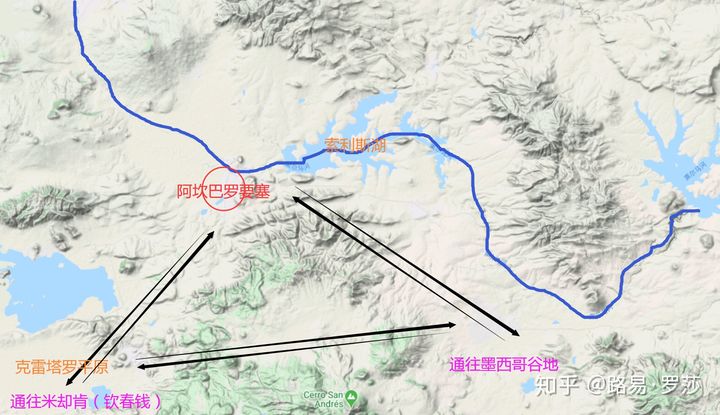 索利斯湖
阿坎巴罗要塞
克雷塔罗平原
通往墨西哥谷地
通往米却肯（钦春钱）
Cerro San
Andrés
知乎 @路易·罗莎